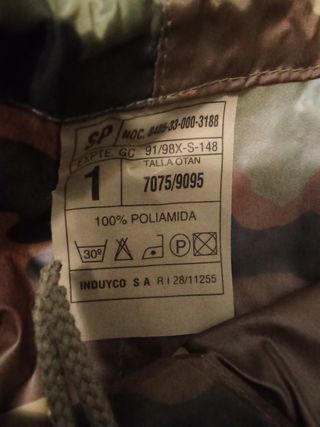 SP NOC. 8405-33-000-3188
EXPTE. GC 91/98X-S-148
1 TALLA OTAN
7075/9095
100% POLIAMIDA
30º P
INDUYCO S A R I 28/11255